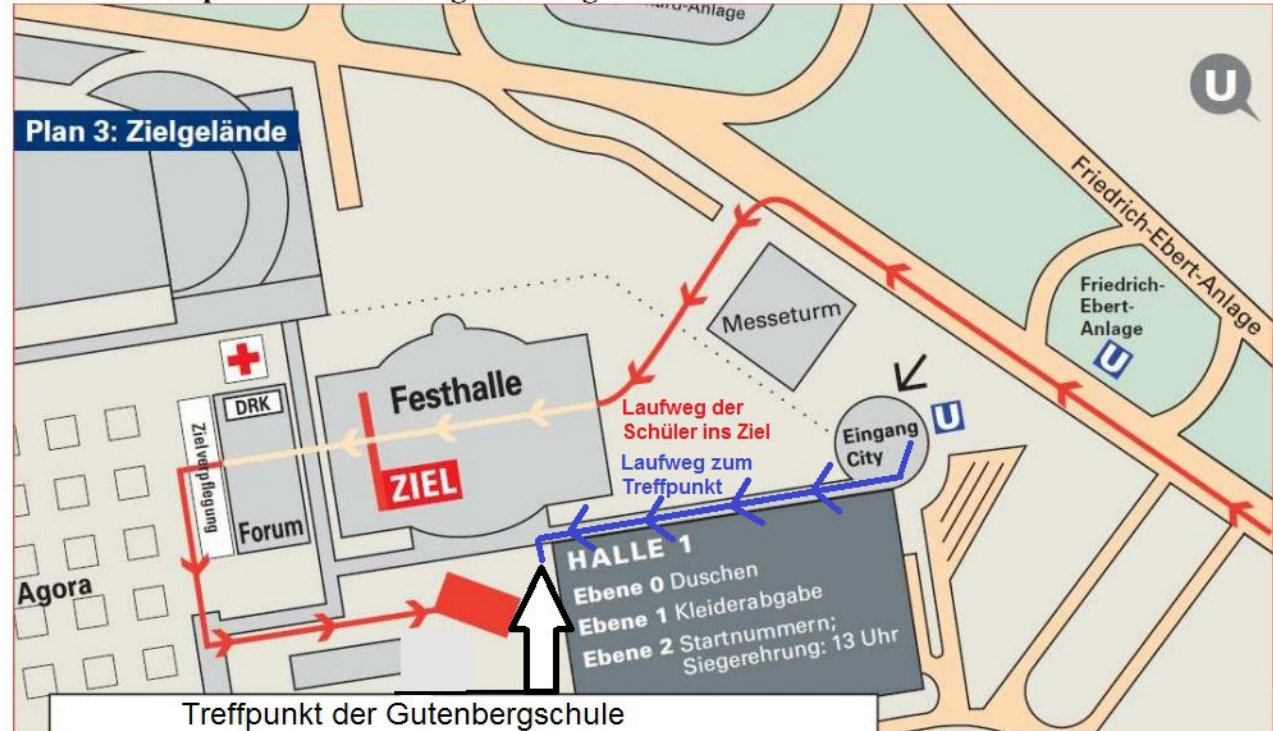 Plan 3: Zielgelände
U
Friedrich-Ebert-Anlage
Friedrich-
Ebert-
Anlage
U
Messeturm
DRK
Festhalle
Laufweg der
Schüler ins Ziel
Eingang
City
U
Laufweg zum
Treffpunkt
Zielverpflegung
ZIEL
Forum
Agora
HALLE 1
Ebene 0 Duschen
Ebene 1 Kleiderabgabe
Ebene 2 Startnummern;
Siegerehrung: 13 Uhr
Treffpunkt der Gutenbergschule